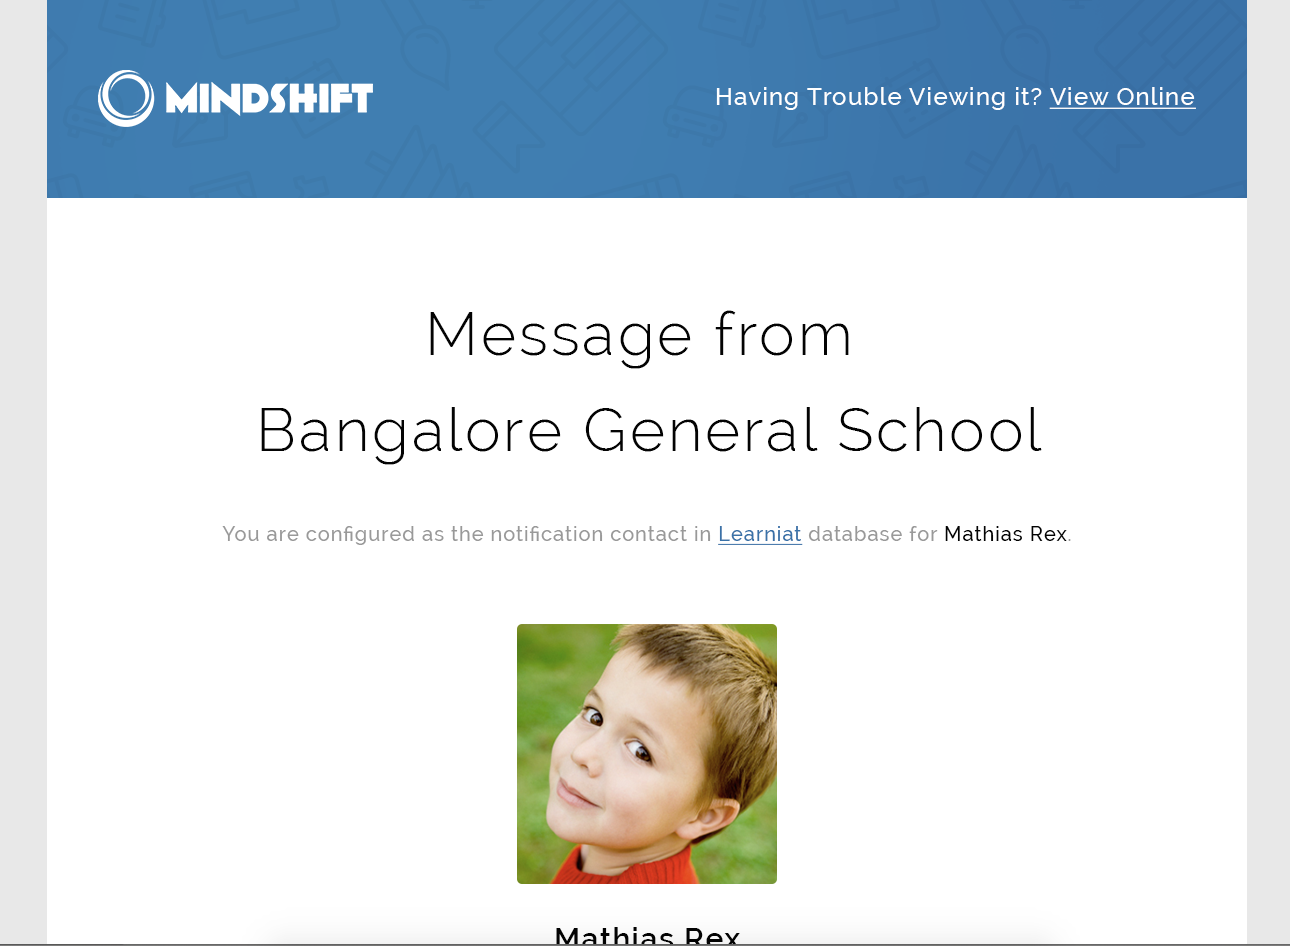 MINDSHIFT
Having Trouble Viewing it? View Online
Message from
Bangalore General School
You are configured as the notification contact in Learniat database for Mathias Rex.
Mathias Rex